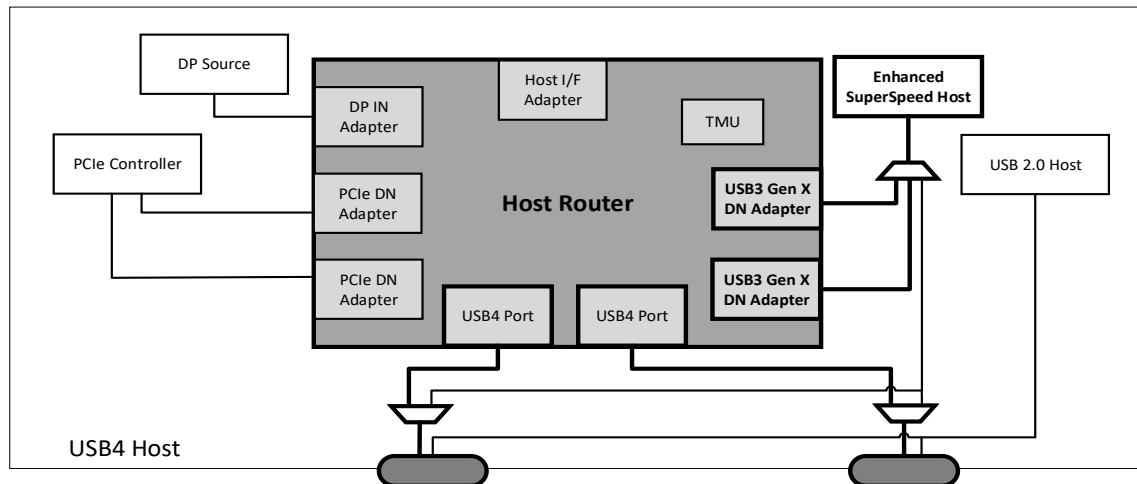 DP Source
PCIe Controller
DP IN
Adapter
PCIe DN
Adapter
PCIe DN
Adapter
Host I/F
Adapter
TMU
Host Router
USB3 Gen X
DN Adapter
USB3 Gen X
DN Adapter
USB4 Port
USB4 Port
Enhanced
SuperSpeed Host
USB 2.0 Host
USB4 Host